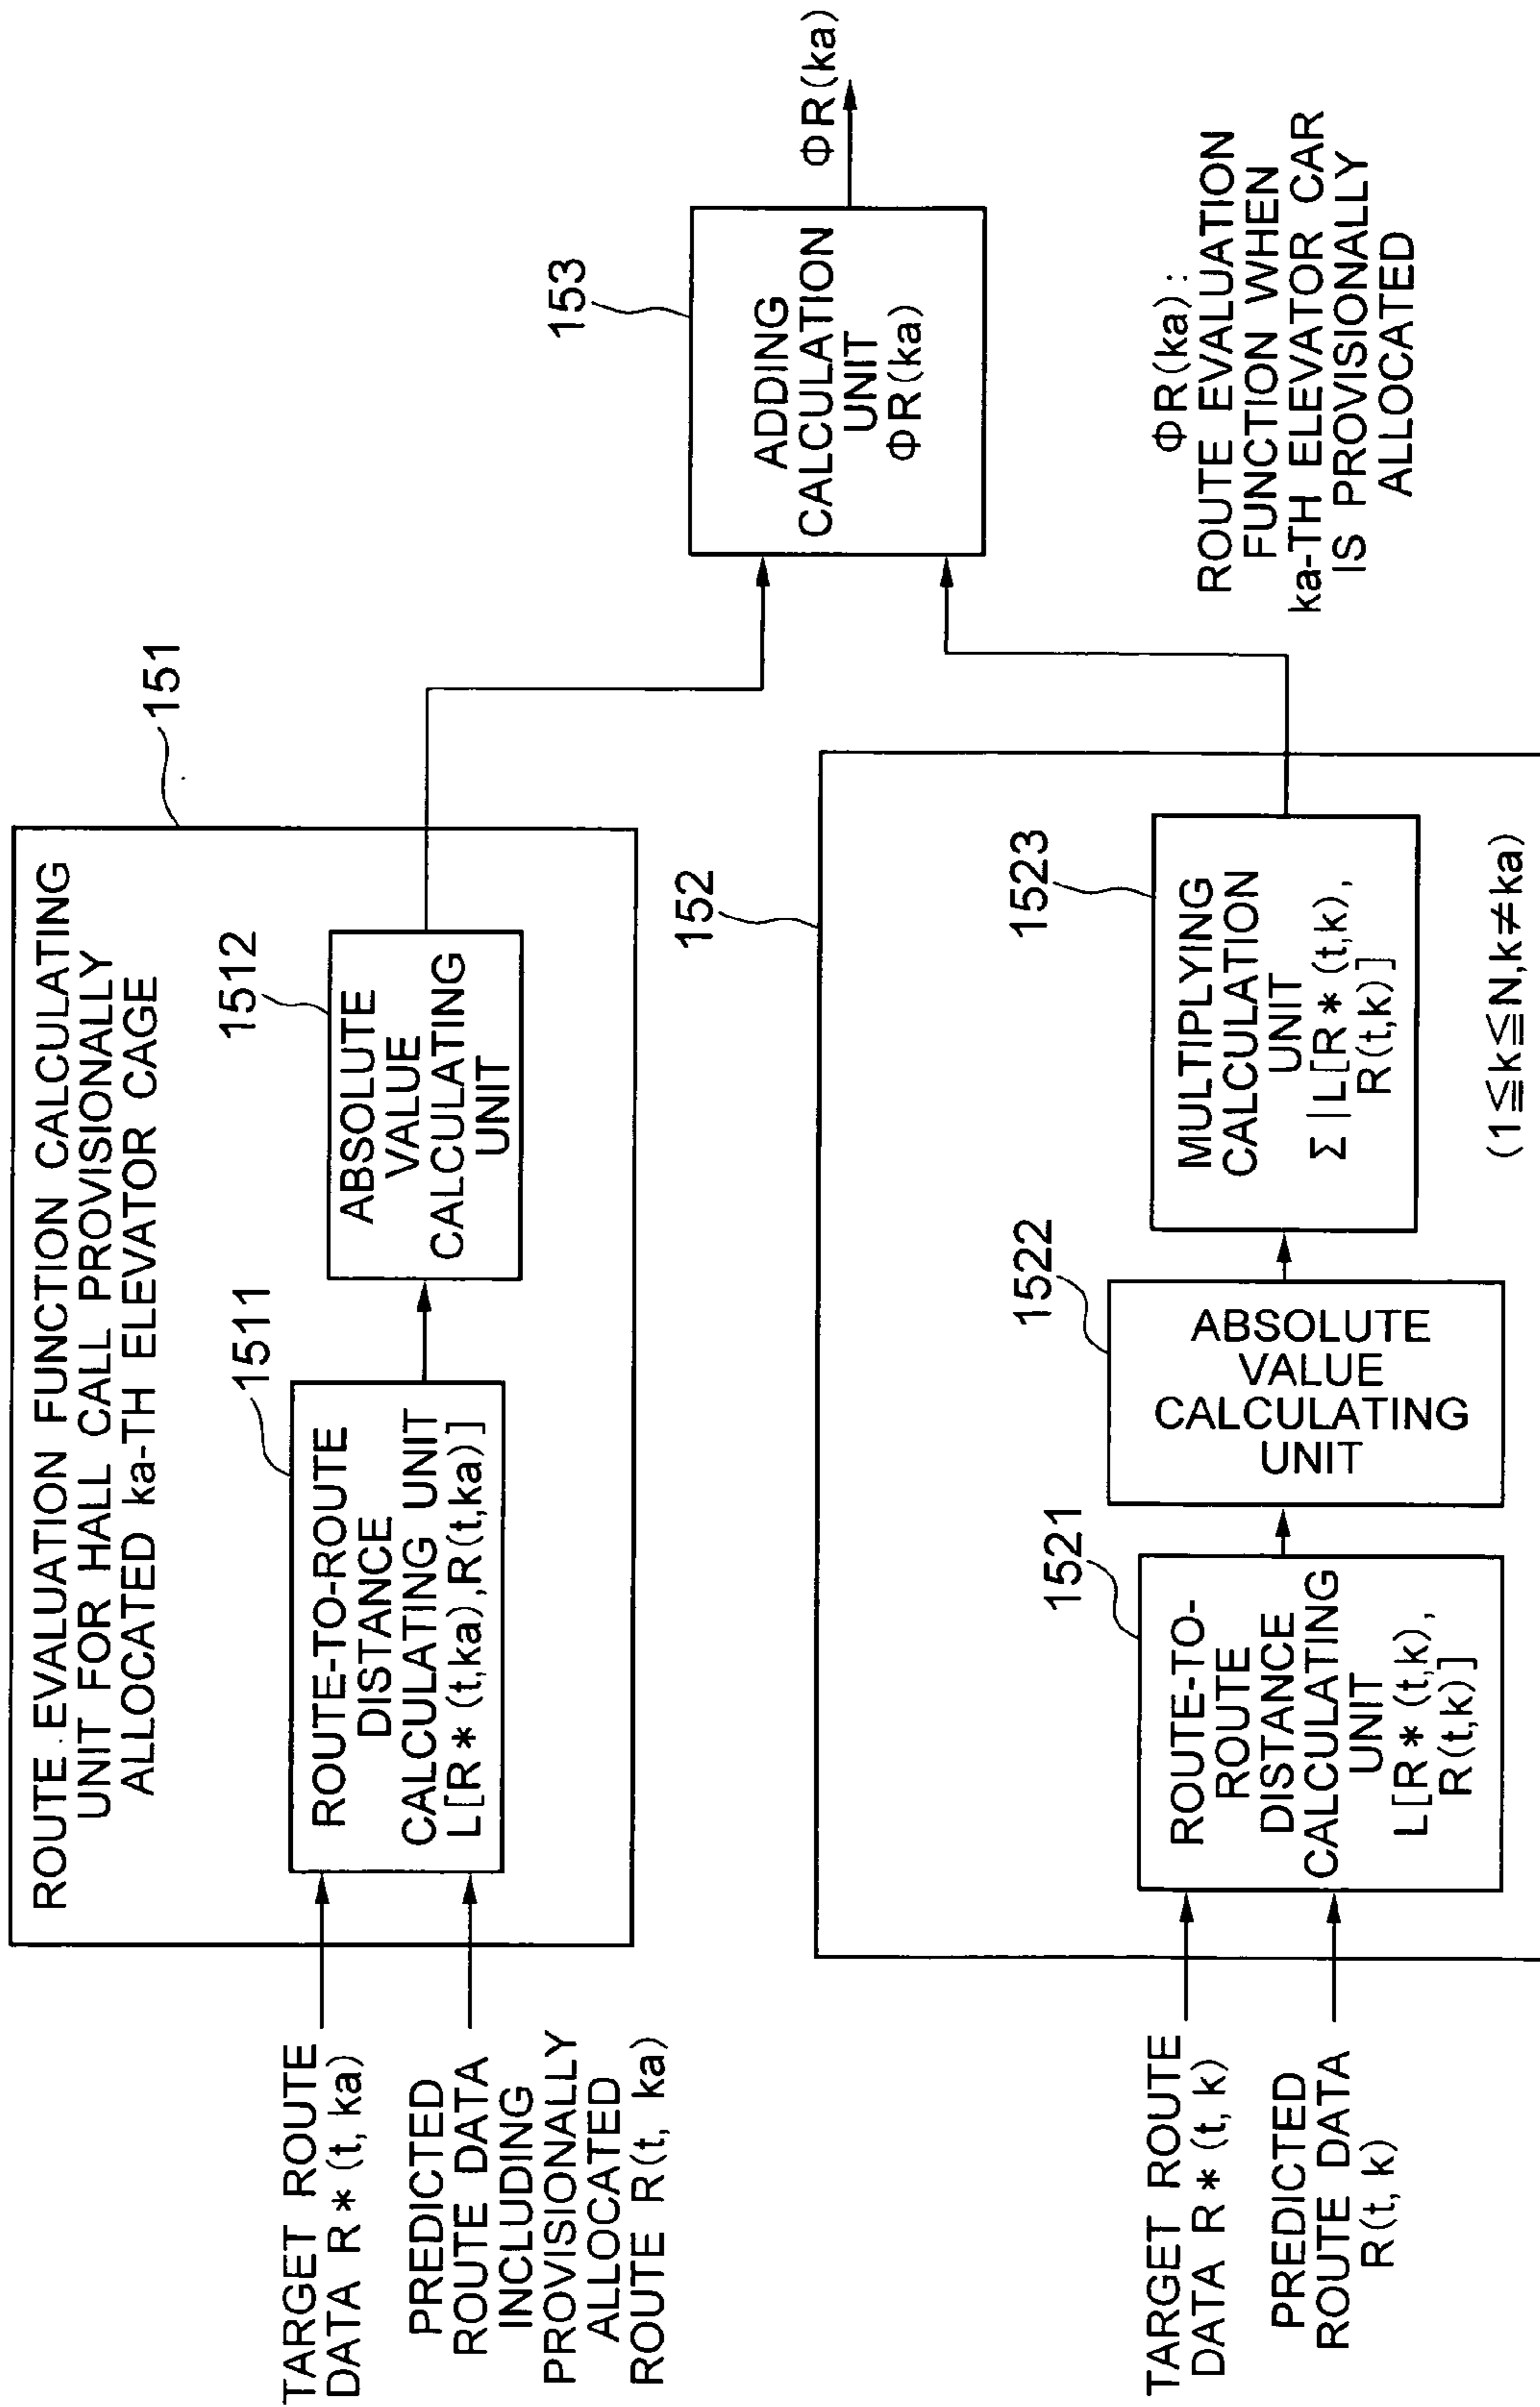 ROUTE EVALUATION FUNCTION CALCULATING
UNIT FOR HALL CALL PROVISIONALLY
ALLOCATED ka-TH ELEVATOR CAGE
151
TARGET ROUTE
DATA R*(t, ka)
PREDICTED
ROUTE DATA
INCLUDING
PROVISIONALLY
ALLOCATED
ROUTE R(t, ka)
1511
ROUTE-TO-ROUTE
DISTANCE
CALCULATING UNIT
L[R*(t,ka),R(t,ka)]
1512
ABSOLUTE
VALUE
CALCULATING
UNIT
152
TARGET ROUTE
DATA R*(t, k)
PREDICTED
ROUTE DATA
R(t, k)
1521
ROUTE-TO-
ROUTE
DISTANCE
CALCULATING
UNIT
L[R*(t,k),
R(t,k)]
1522
ABSOLUTE
VALUE
CALCULATING
UNIT
1523
MULTIPLYING
CALCULATION
UNIT
Σ|L[R*(t,k),
R(t,k)]
(1≦k≦N,k≠ka)
153
ADDING
CALCULATION
UNIT
ΦR(ka)
ΦR(ka)
ΦR(ka):
ROUTE EVALUATION
FUNCTION WHEN
ka-TH ELEVATOR CAR
IS PROVISIONALLY
ALLOCATED